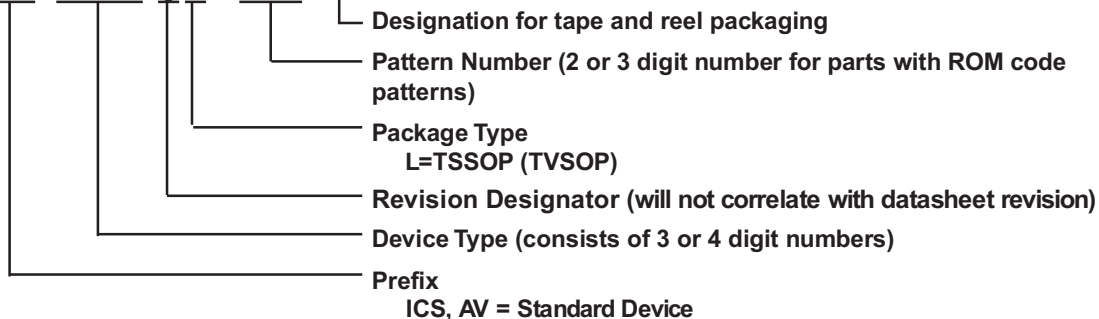 Designation for tape and reel packaging
Pattern Number (2 or 3 digit number for parts with ROM code
patterns)
Package Type
L=TSSOP (TVSOP)
Revision Designator (will not correlate with datasheet revision)
Device Type (consists of 3 or 4 digit numbers)
Prefix
ICS, AV = Standard Device